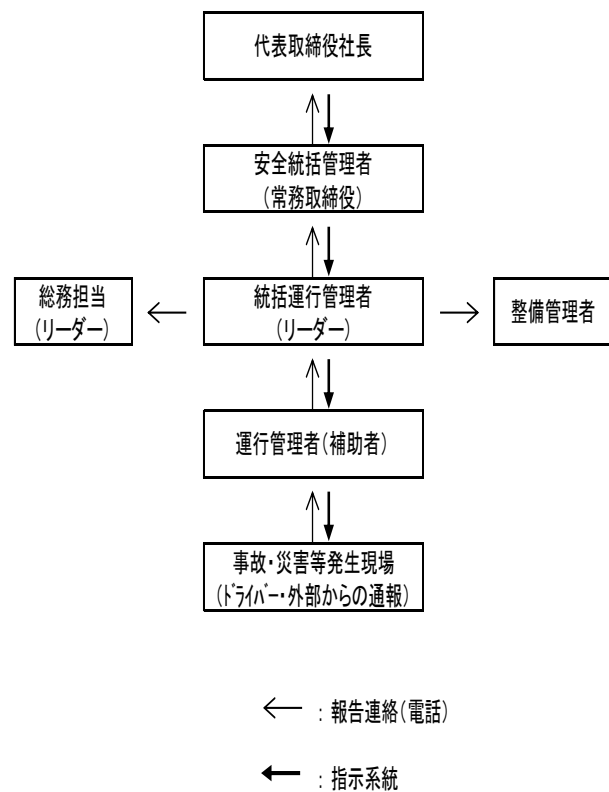 代表取締役社長
安全統括管理者
(常務取締役)
総務担当
(リーダー)
統括運行管理者
(リーダー)
整備管理者
運行管理者(補助者)
事故・災害等発生現場
(ﾄﾞﾗｲﾊﾞｰ・外部からの通報)
：報告連絡(電話)
：指示系統